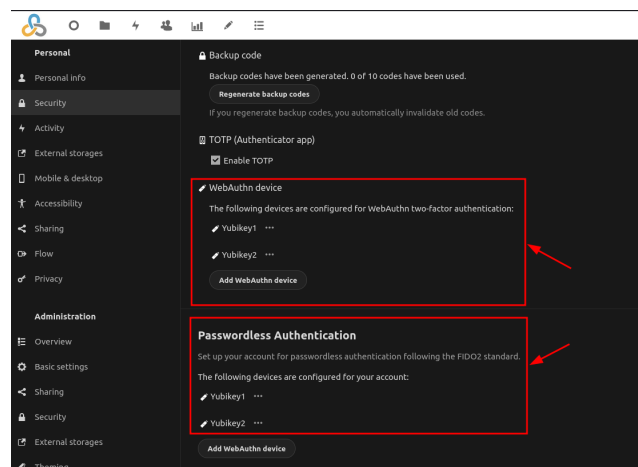 Personal
Personal info
Security
Activity
External storages
Mobile & desktop
Accessibility
Sharing
Flow
Privacy
Administration
Overview
Basic settings
Sharing
Security
External storages
Theming
Backup code
Backup codes have been generated. 0 of 10 codes have been used.
Regenerate backup codes
If you regenerate backup codes, you automatically invalidate old codes.
TOTP (Authenticator app)
Enable TOTP
WebAuthn device
The following devices are configured for WebAuthn two-factor authentication:
Yubikey1 ···
Yubikey2 ···
Add WebAuthn device
Passwordless Authentication
Set up your account for passwordless authentication following the FIDO2 standard.
The following devices are configured for your account:
Yubikey1 ···
Yubikey2 ···
Add WebAuthn device